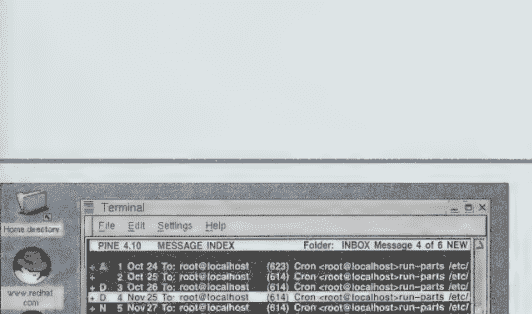 Home directory
www.redhat
com
Terminal
File Edit Settings Help
PINE 4.10 MESSAGE INDEX Folder: INBOX Message 4 of 6 NEW
+ A 1 Oct 24 To: root@localhost (623) Cron <root@localhost>run-parts /etc/
2 Oct 25 To: root@localhost (614) Cron <root@localhost>run-parts /etc/
+ D 3 Oct 26 To: root@localhost (614) Cron <root@localhost>run-parts /etc/
+ D 4 Nov 25 To: root@localhost (614) Cron <root@localhost>run-parts /etc/
+ N 5 Nov 27 To: root@localhost (614) Cron <root@localhost>run-parts /etc/